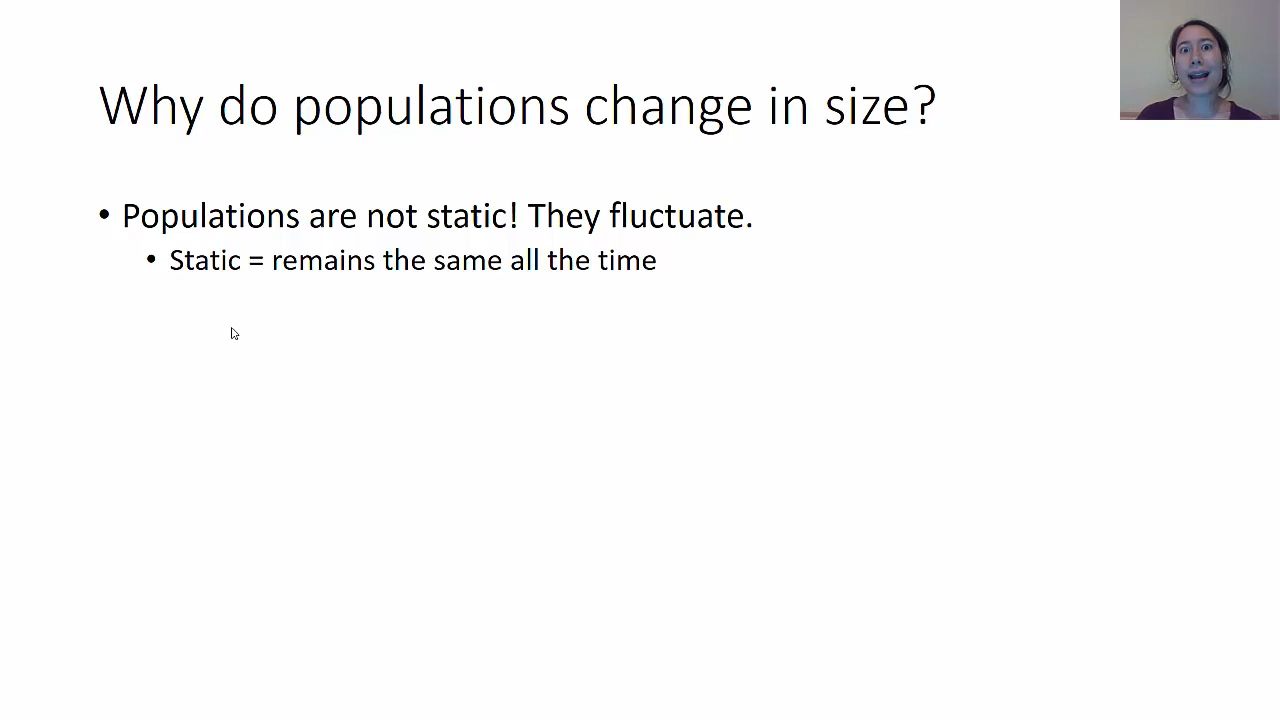 Why do populations change in size?
• Populations are not static! They fluctuate.
• Static = remains the same all the time